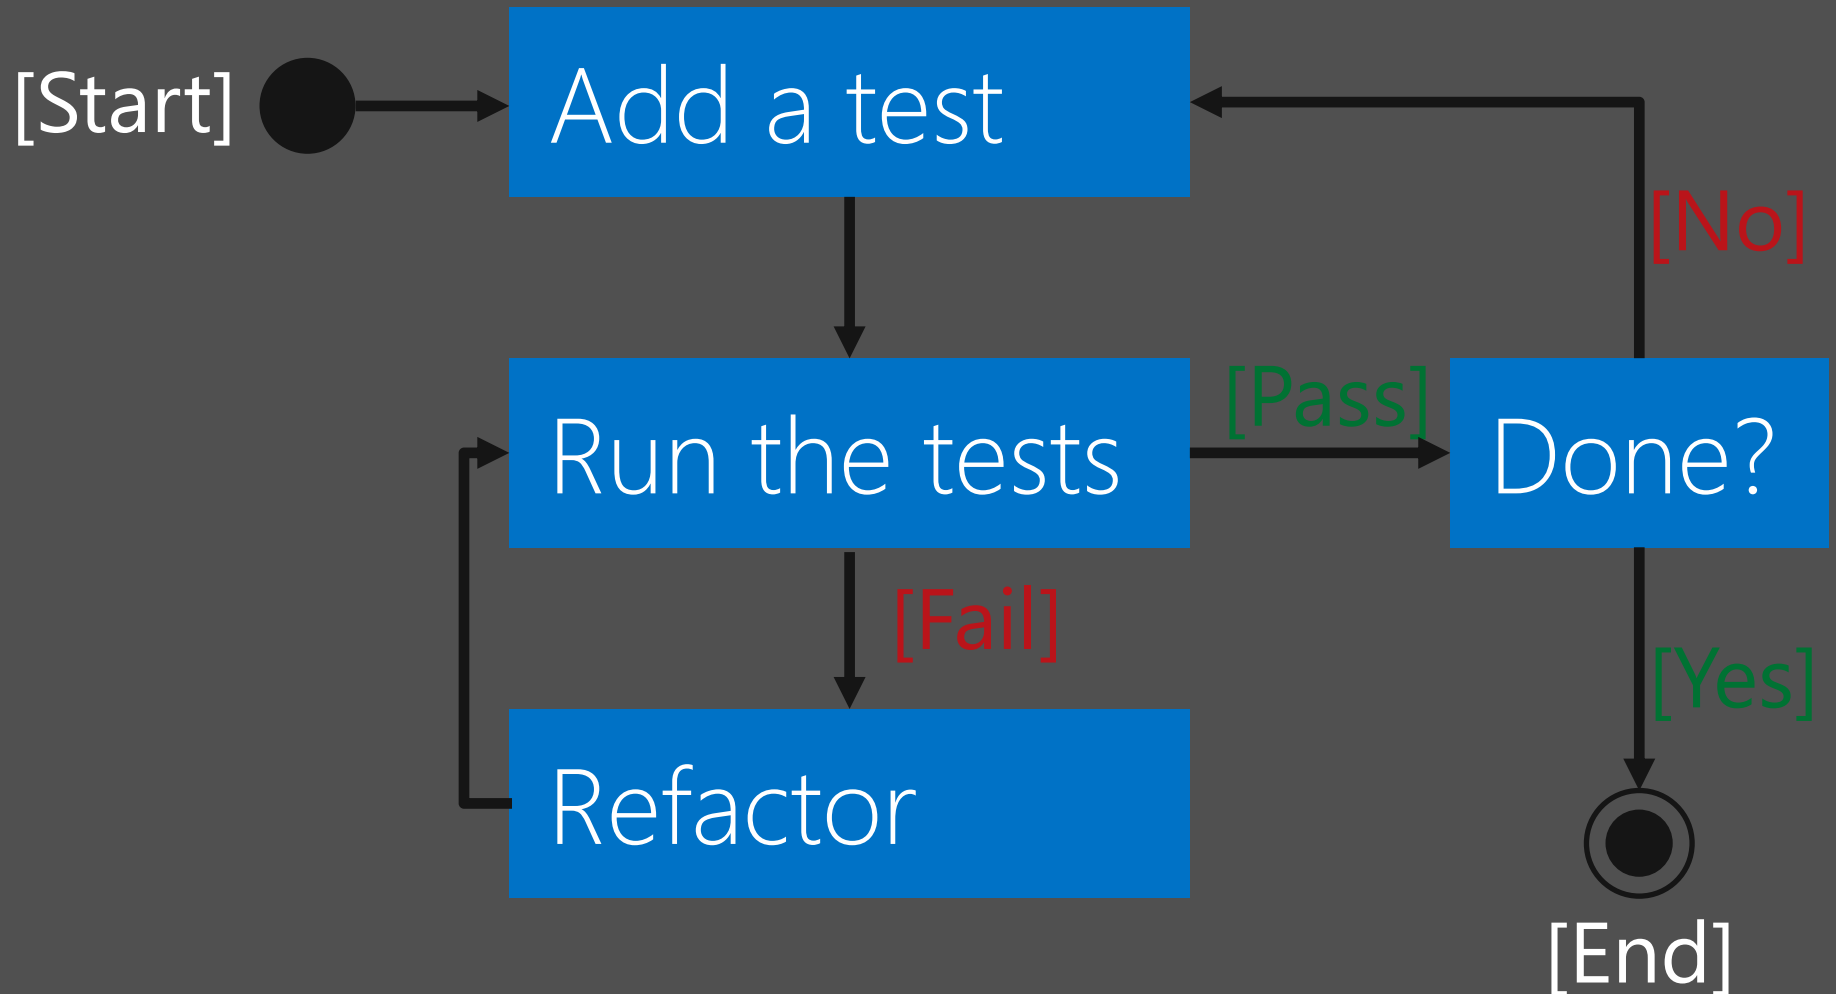 [Start]
Add a test
[No]
Run the tests
[Pass]
Done?
[Fail]
[Yes]
Refactor
[End]